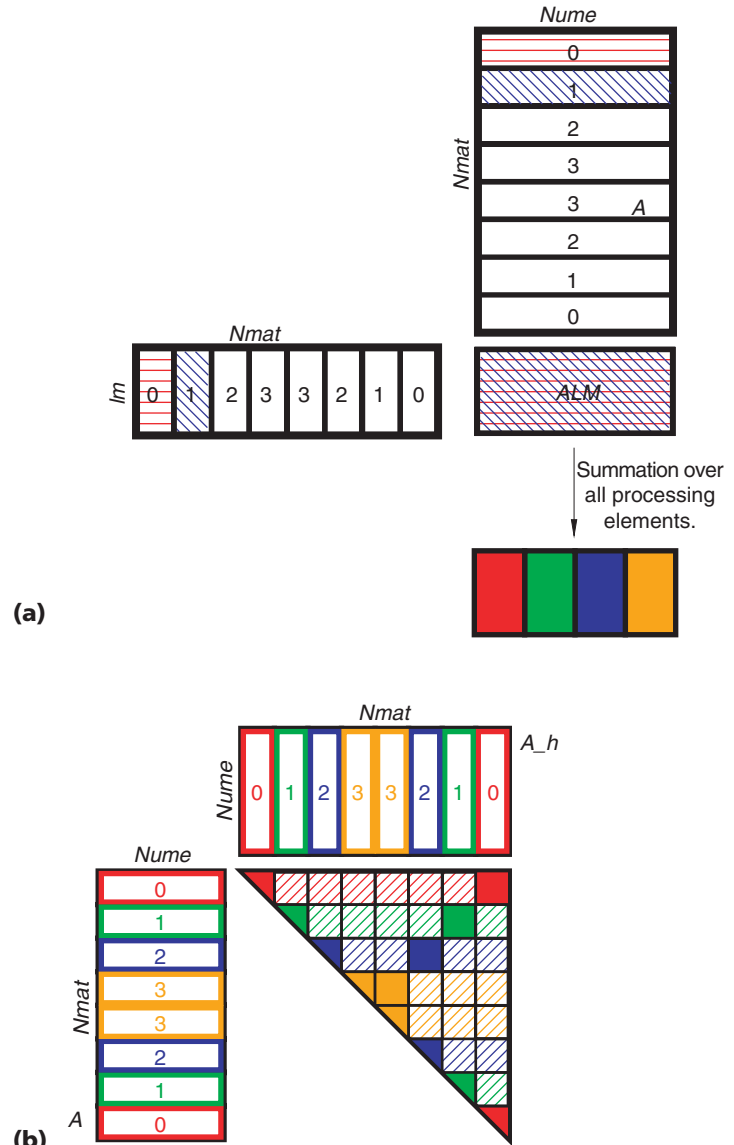 Nume
0
1
2
3
3
A
2
1
0
Nmat
Nmat
lm
0 1 2 3 3 2 1 0
ALM
Summation over
all processing
elements.
(a)
Nmat
A_h
Nume
0 1 2 3 3 2 1 0
Nume
0
1
2
3
3
2
1
0
Nmat
A
(b)